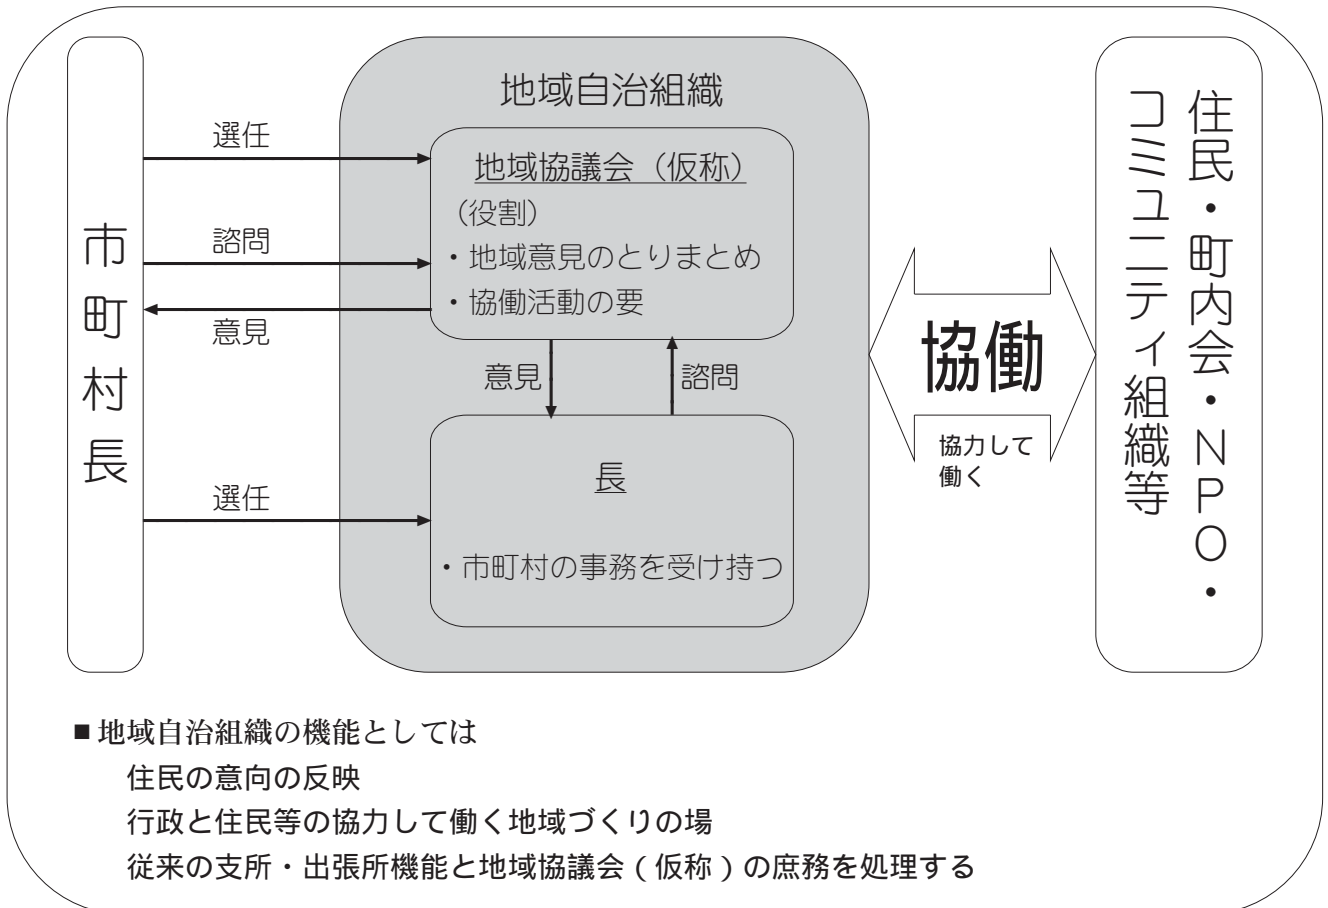 地域自治組織
市町村長
選任
諮問
意見
選任
地域協議会（仮称）
（役割）
・地域意見のとりまとめ
・協働活動の要
意見
諮問
長
・市町村の事務を受け持つ
協働
協力して
働く
住民・町内会・NPO・
コミュニティ組織等
■地域自治組織の機能としては
住民の意向の反映
行政と住民等の協力して働く地域づくりの場
従来の支所・出張所機能と地域協議会（仮称）の庶務を処理する